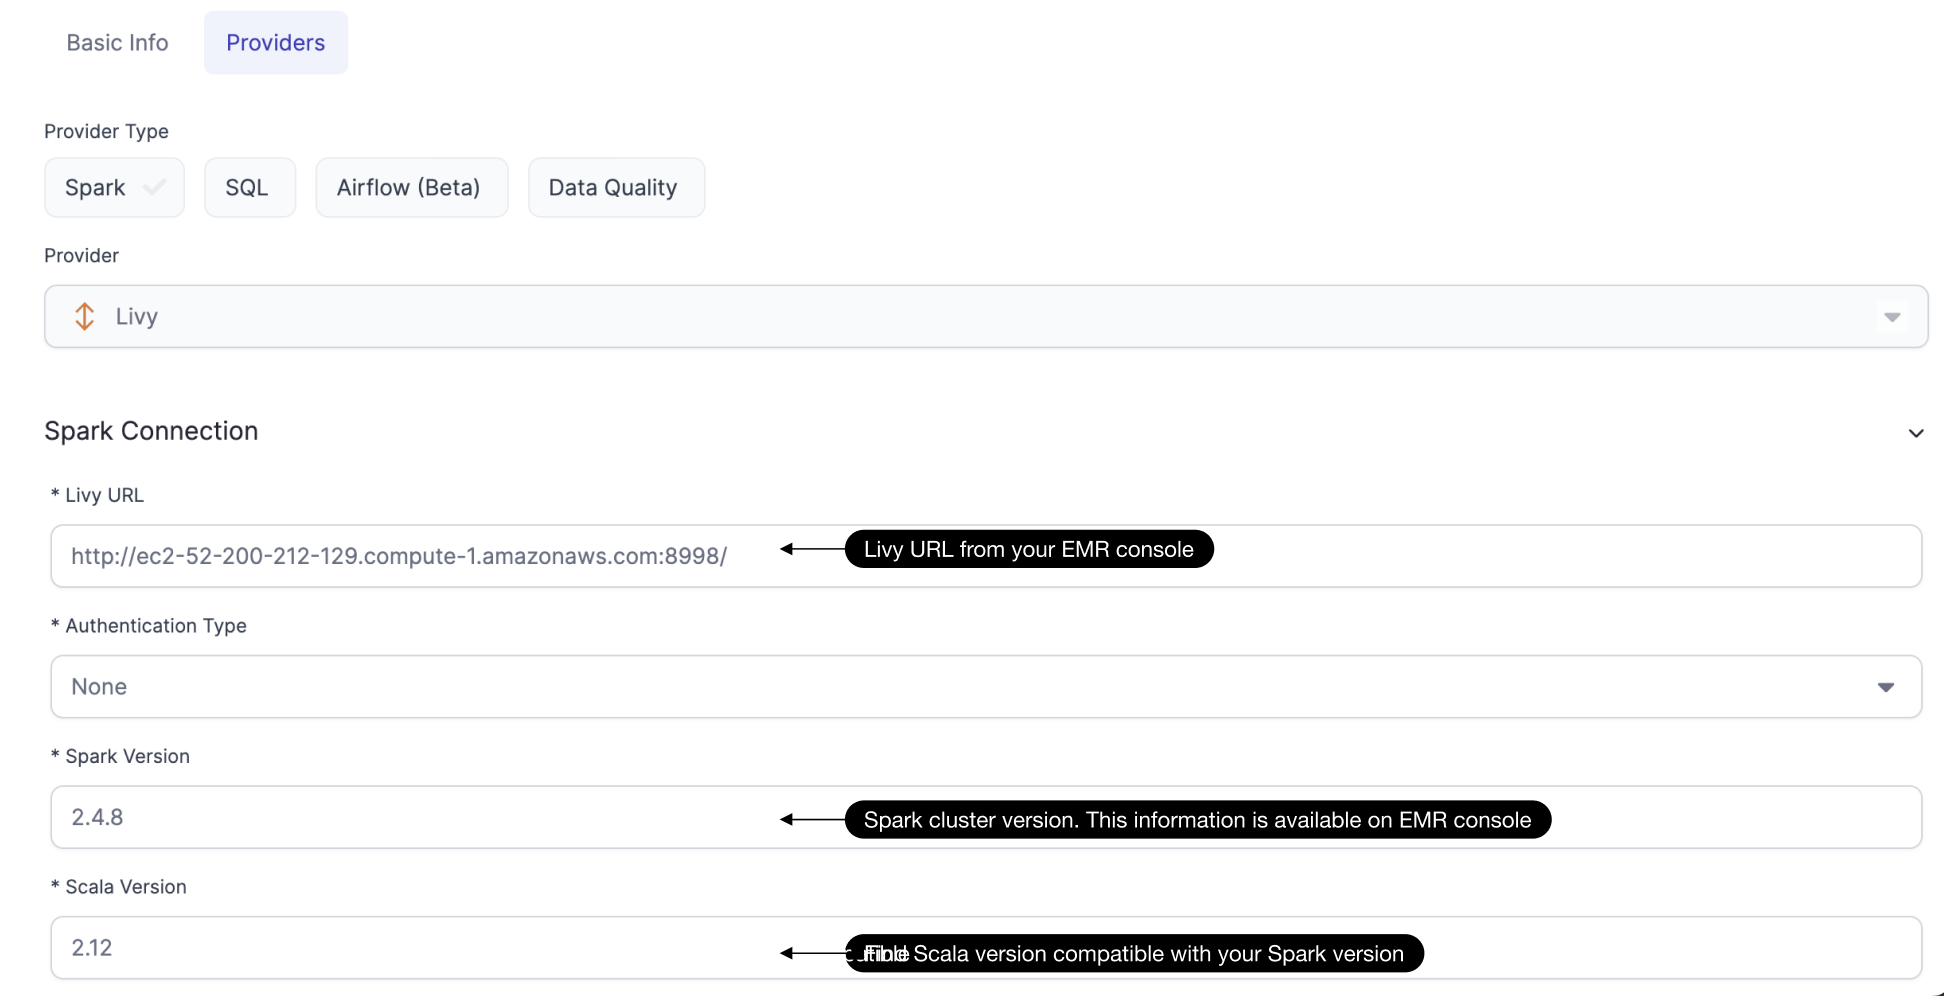 Basic Info Providers
Provider Type
Spark SQL Airflow (Beta) Data Quality
Provider
Livy
Spark Connection
* Livy URL
http://ec2-52-200-212-129.compute-1.amazonaws.com:8998/ Livy URL from your EMR console
* Authentication Type
None
* Spark Version
2.4.8 Spark cluster version. This information is available on EMR console
* Scala Version
2.12 Find Scala version compatible with your Spark version